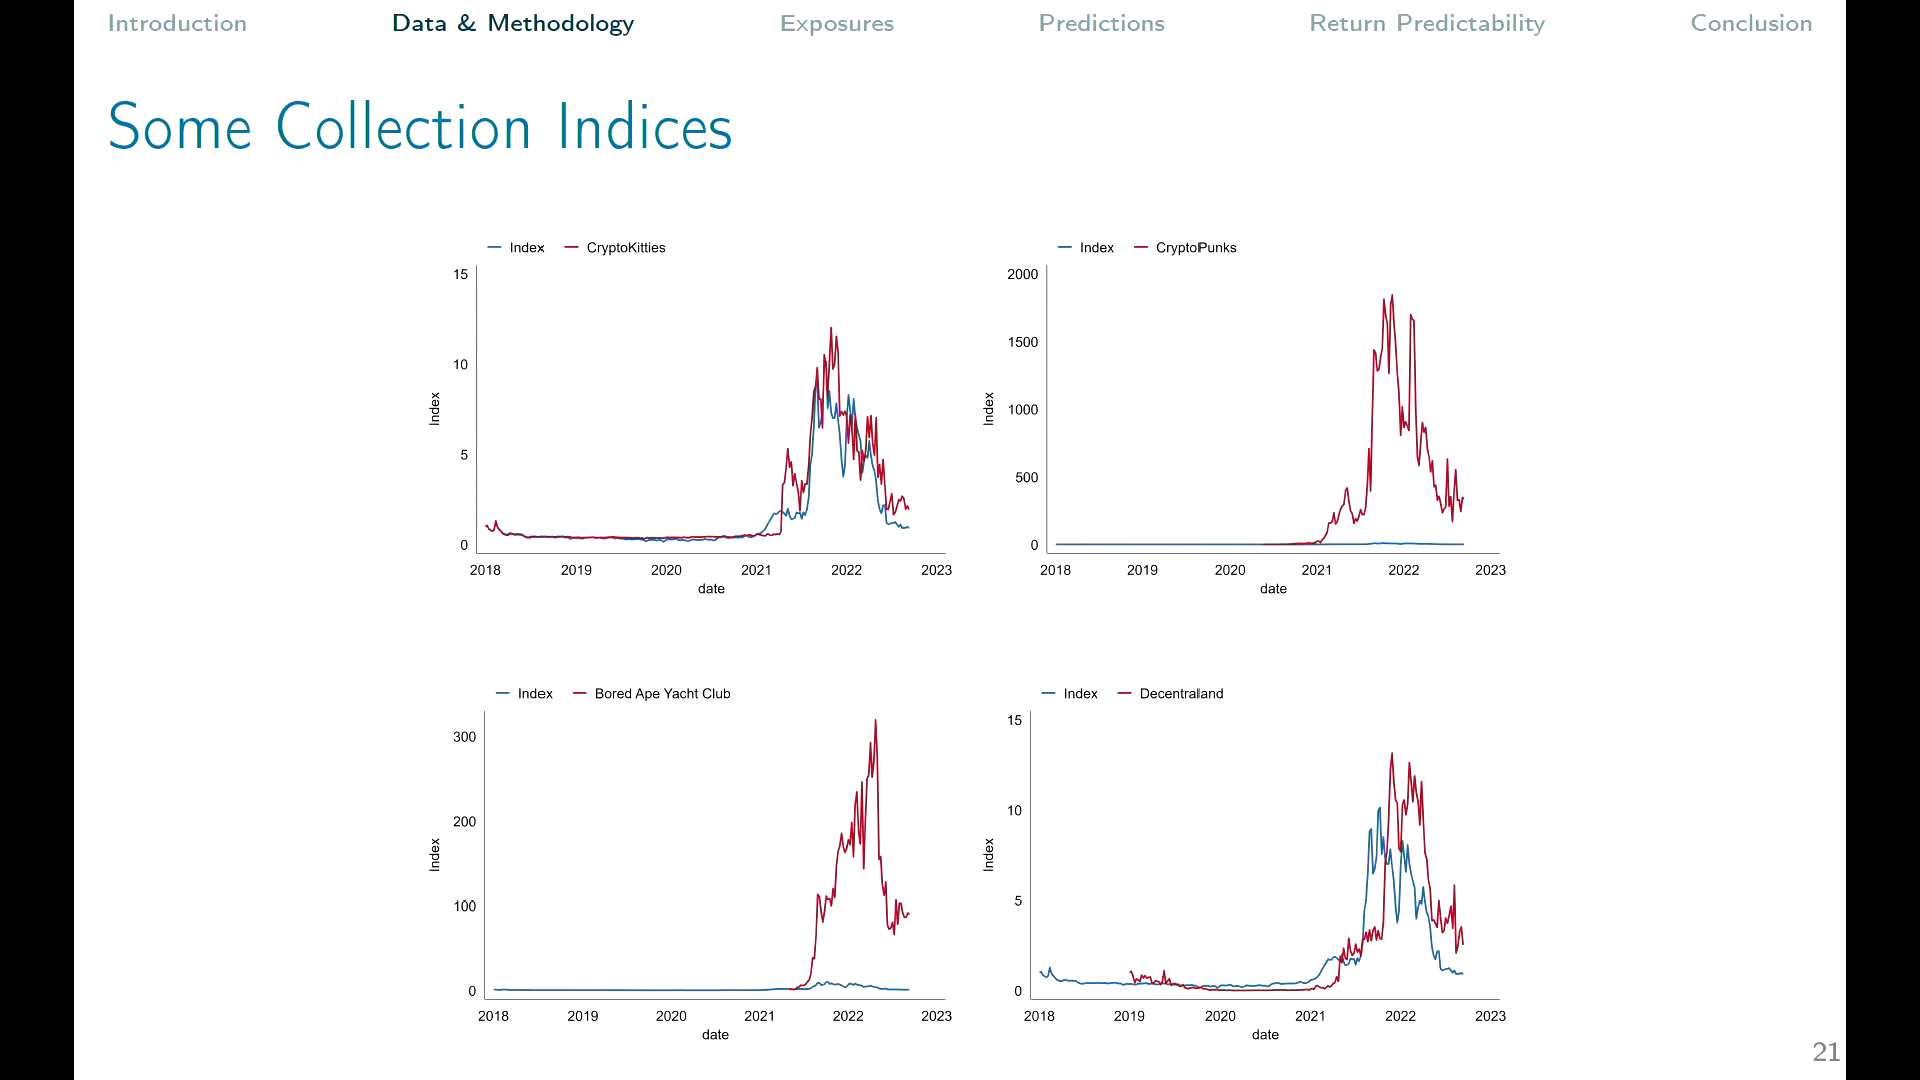 Introduction Data & Methodology Exposures Predictions Return Predictability Conclusion
Some Collection Indices
Index CryptoKitties
15
10
5
0
Index
2018 2019 2020 2021 2022 2023
date
Index CryptoPunks
2000
1500
1000
500
0
Index
2018 2019 2020 2021 2022 2023
date
Index Bored Ape Yacht Club
300
200
100
0
Index
2018 2019 2020 2021 2022 2023
date
Index Decentraland
15
10
5
0
Index
2018 2019 2020 2021 2022 2023
date
21